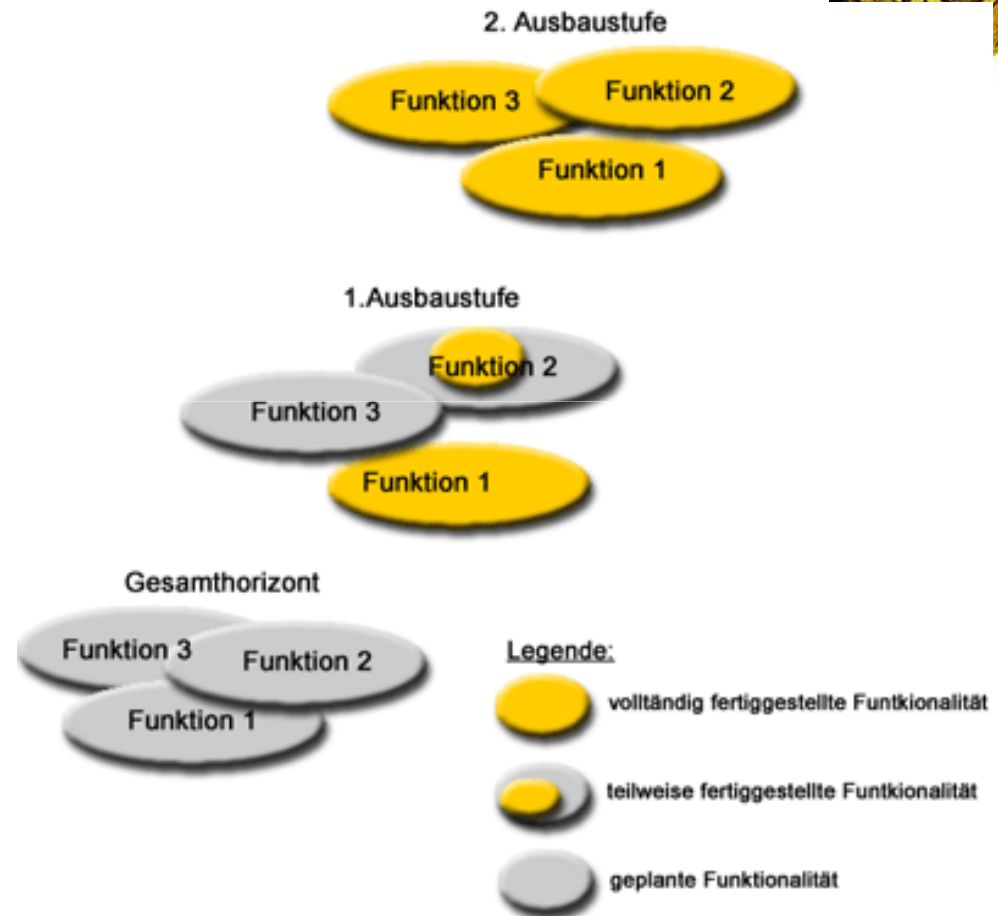 2. Ausbaustufe
Funktion 3
Funktion 2
Funktion 1
1.Ausbaustufe
Funktion 2
Funktion 3
Funktion 1
Gesamthorizont
Funktion 3
Funktion 2
Funktion 1
Legende:
volltändig fertiggestellte Funtkionalität
teilweise fertiggestellte Funtkionalität
geplante Funktionalität